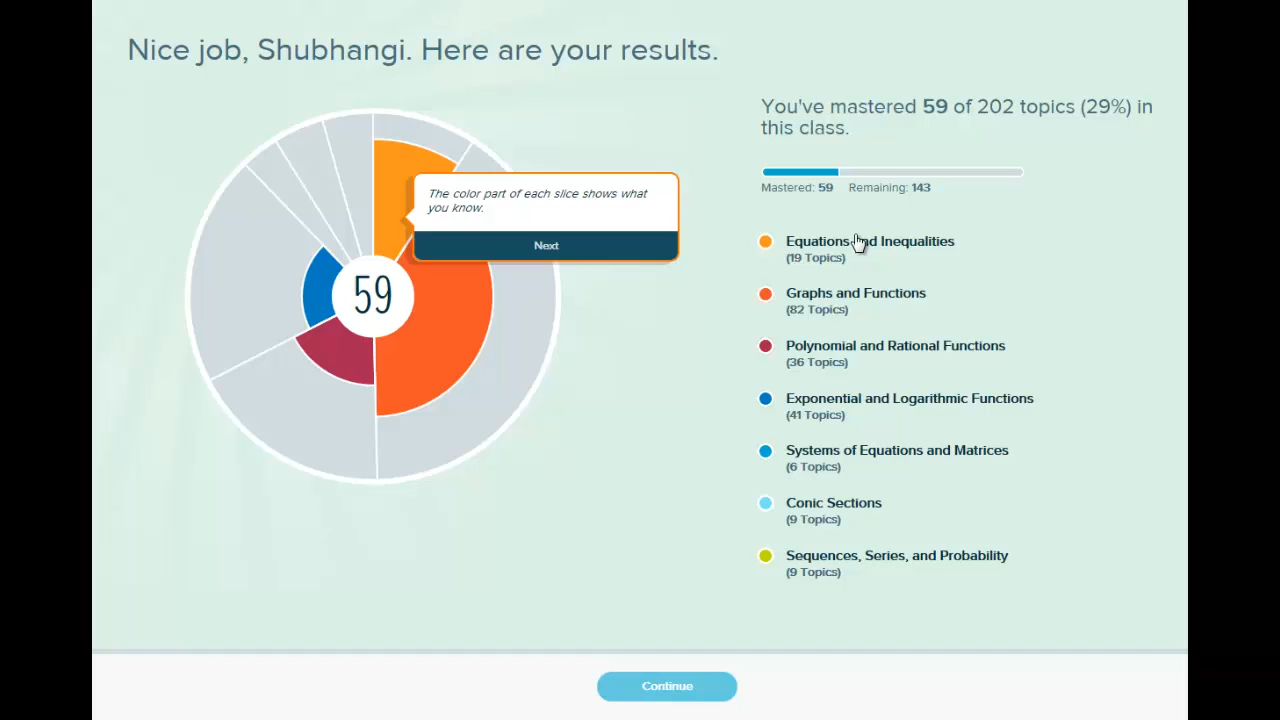 Nice job, Shubhangi. Here are your results.
You've mastered 59 of 202 topics (29%) in
this class.
Mastered: 59 Remaining: 143
The color part of each slice shows what
you know.
Next
59
Equations and Inequalities
(19 Topics)
Graphs and Functions
(82 Topics)
Polynomial and Rational Functions
(36 Topics)
Exponential and Logarithmic Functions
(41 Topics)
Systems of Equations and Matrices
(6 Topics)
Conic Sections
(9 Topics)
Sequences, Series, and Probability
(9 Topics)
Continue